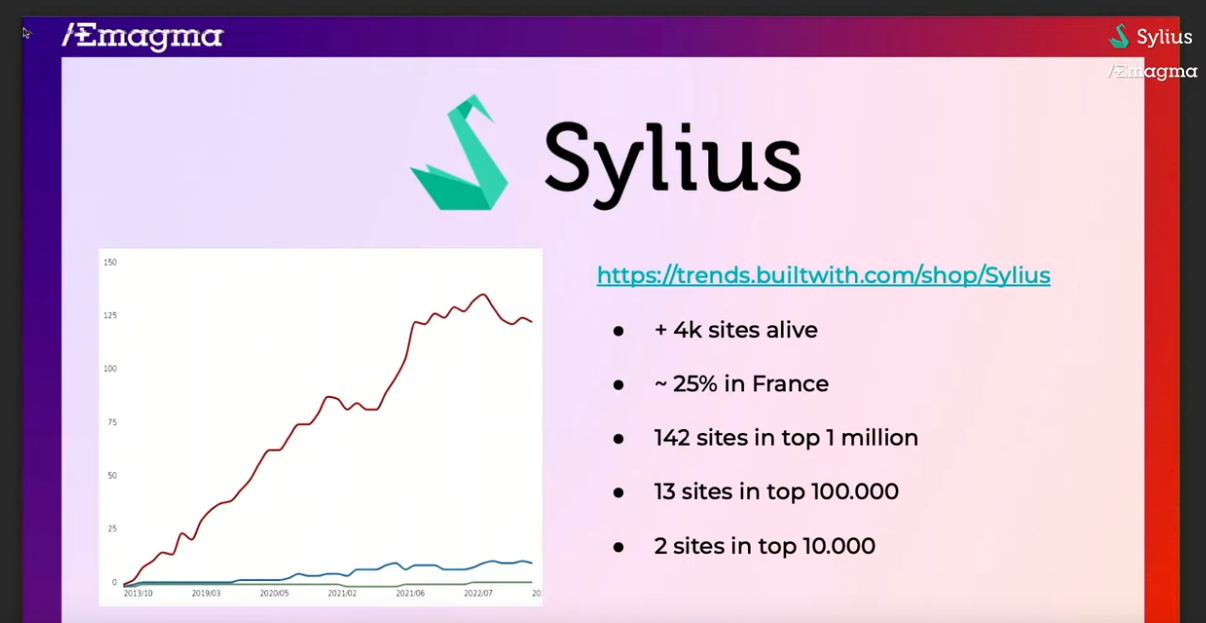 /Emagma
Sylius
/Emagma
Sylius
https://trends.builtwith.com/shop/Sylius
+ 4k sites alive
~ 25% in France
142 sites in top 1 million
13 sites in top 100.000
2 sites in top 10.000
150
125
100
75
50
25
0
2013/10 2019/03 2020/05 2021/02 2021/06 2022/07 20